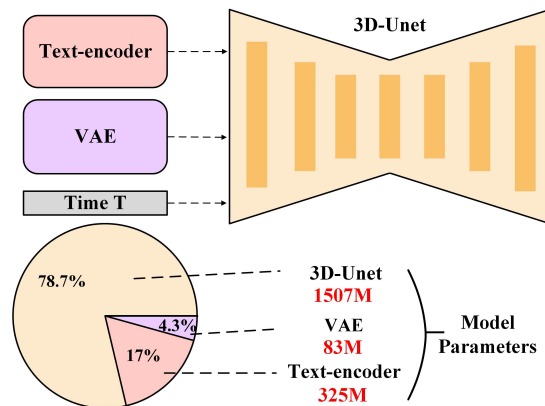 3D-Unet
Text-encoder
VAE
Time T
78.7%
4.3%
17%
3D-Unet
1507M
VAE
83M
Text-encoder
325M
Model
Parameters